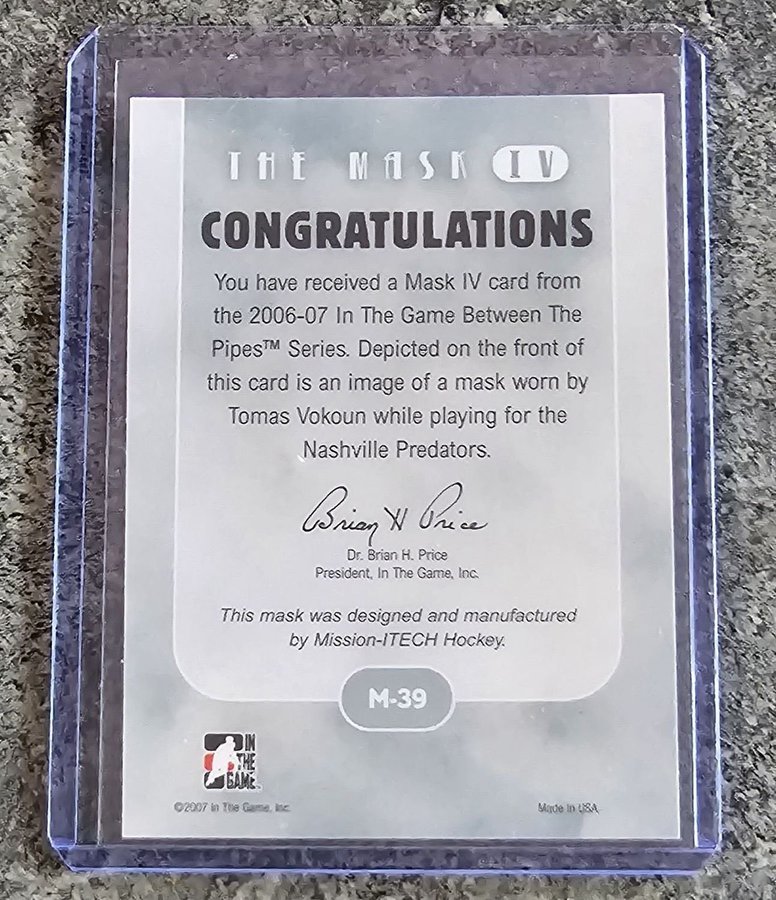 THE MASK IV
CONGRATULATIONS
You have received a Mask IV card from
the 2006-07 In The Game Between The
Pipes™ Series. Depicted on the front of
this card is an image of a mask worn by
Tomas Vokoun while playing for the
Nashville Predators.
Brian H Price
Dr. Brian H. Price
President, In The Game, Inc.
This mask was designed and manufactured
by Mission-ITECH Hockey.
M-39
IN
THE
GAME
©2007 In The Game, Inc.
Made in USA